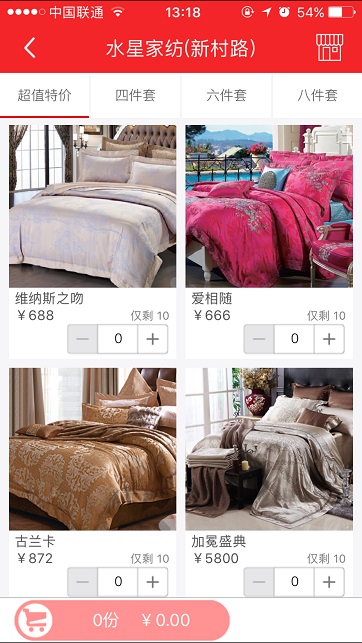 中国联通 13:18 54%
水星家纺(新村路)
超值特价 四件套 六件套 八件套
维纳斯之吻 爱相随
￥688 仅剩 10 ￥666 仅剩 10
— 0 + — 0 +
古兰卡 加冕盛典
￥872 仅剩 10 ￥5800 仅剩 10
— 0 + — 0 +
0份 ￥0.00